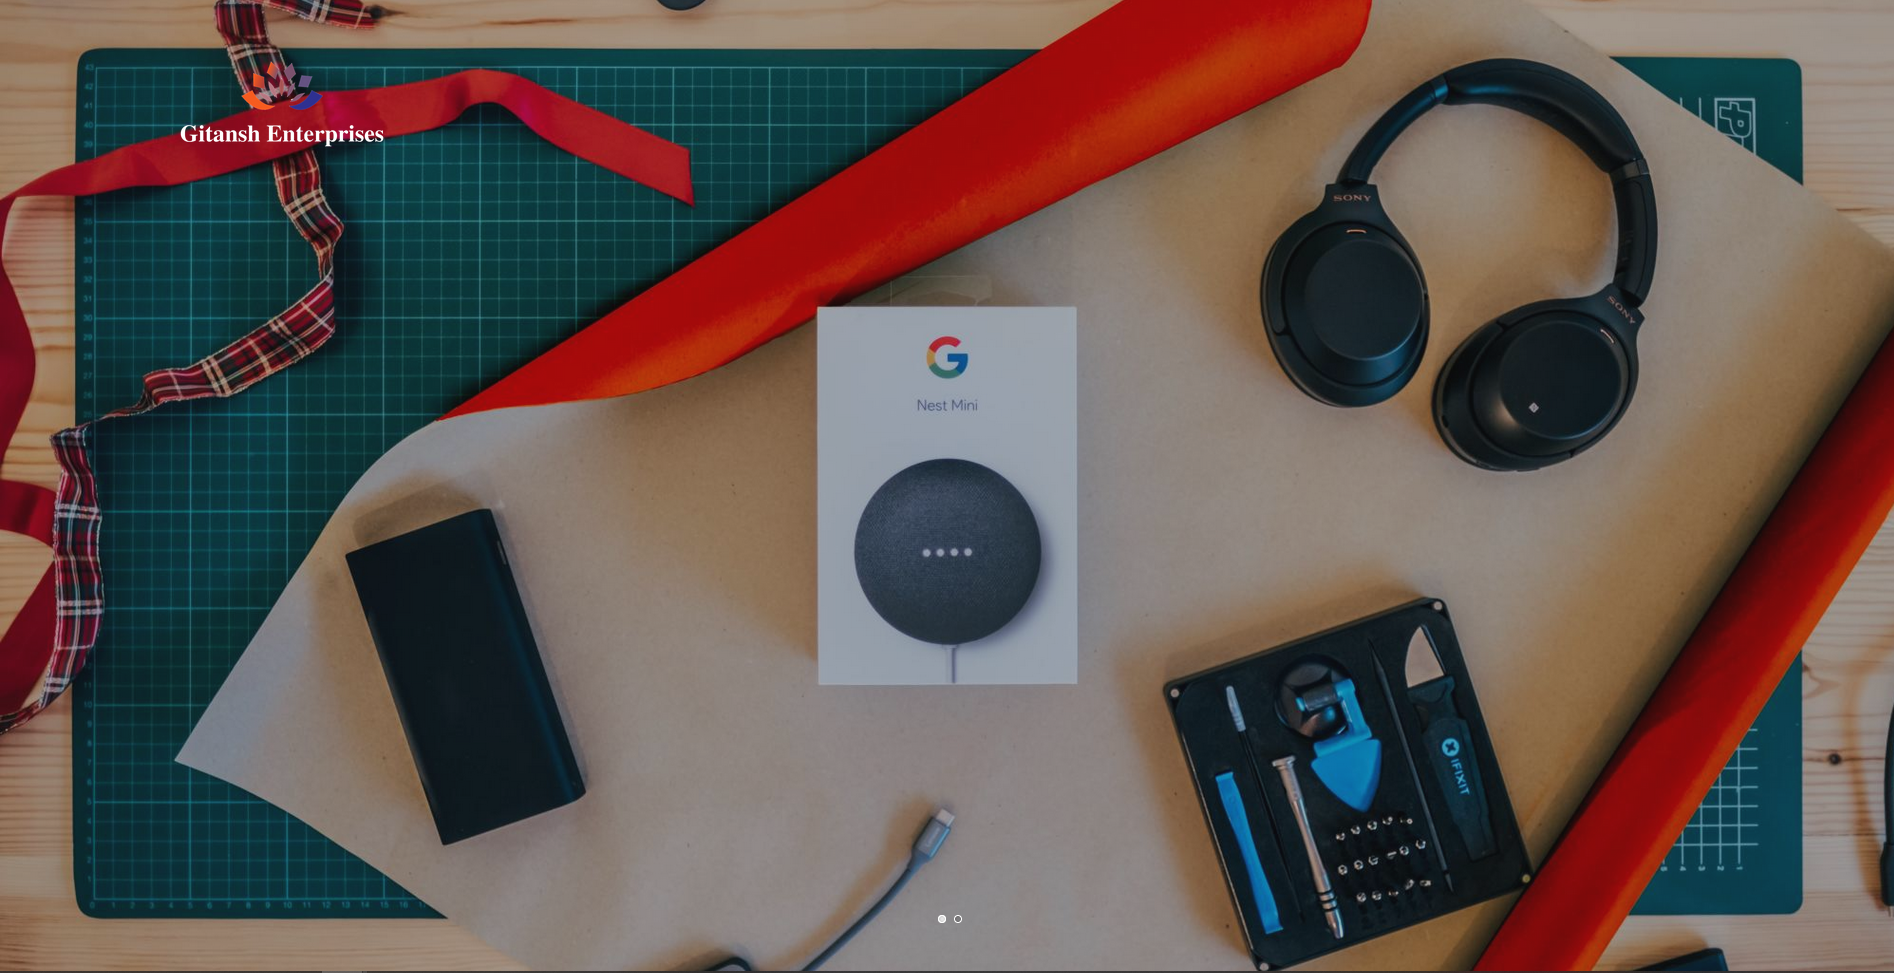 Gitansh Enterprises
SONY
SONY
G
Nest Mini
IFIXIT